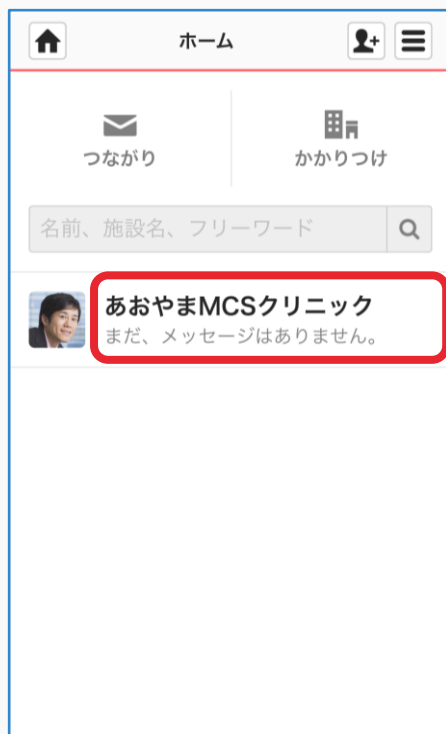 ホーム
つながり
かかりつけ
名前、施設名、フリーワード
あおやまMCSクリニック
まだ、メッセージはありません。